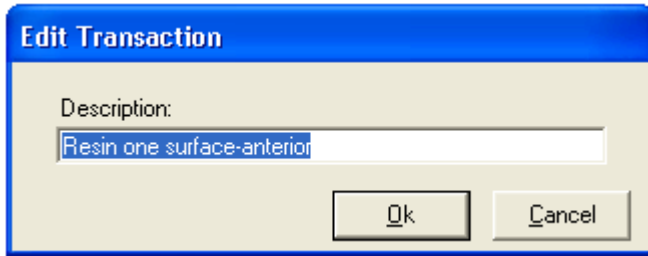 Edit Transaction
Description:
Resin one surface-anterior
Ok
Cancel